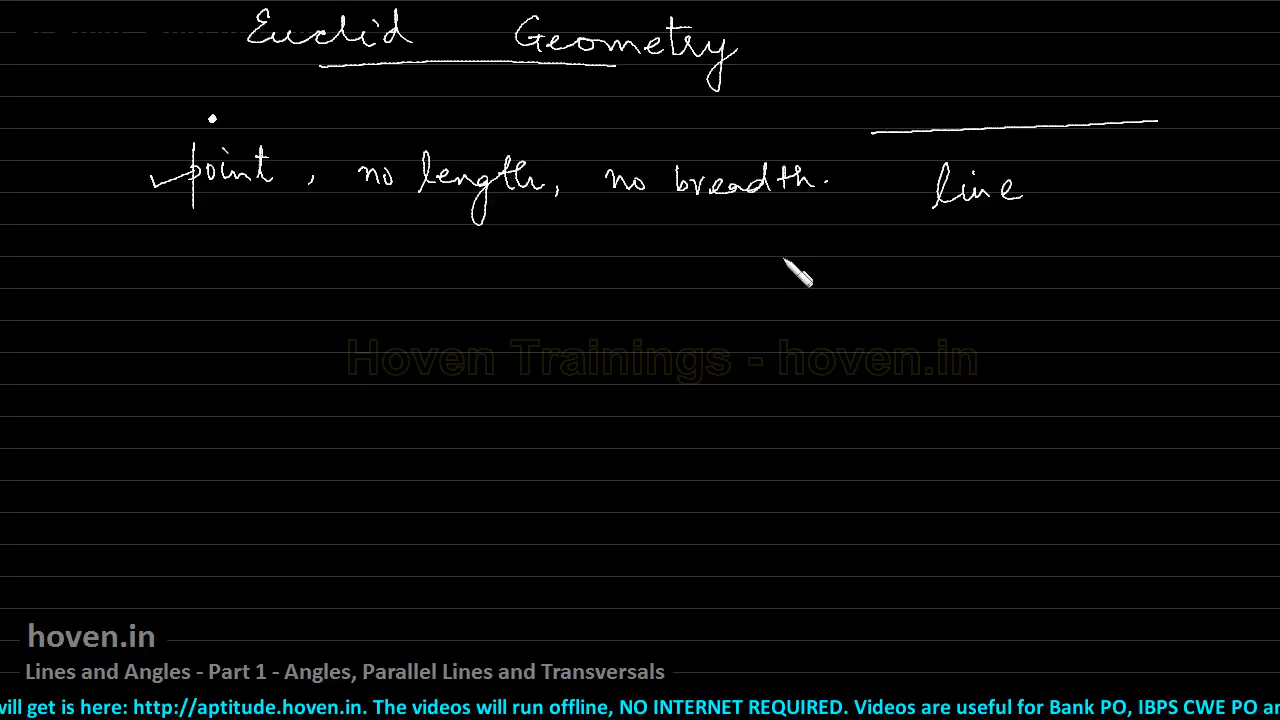 Euclid Geometry
point, no length, no breadth. line
Hoven Trainings - hoven.in
hoven.in
Lines and Angles - Part 1 - Angles, Parallel Lines and Transversals
will get is here: http://aptitude.hoven.in. The videos will run offline, NO INTERNET REQUIRED. Videos are useful for Bank PO, IBPS CWE PO an